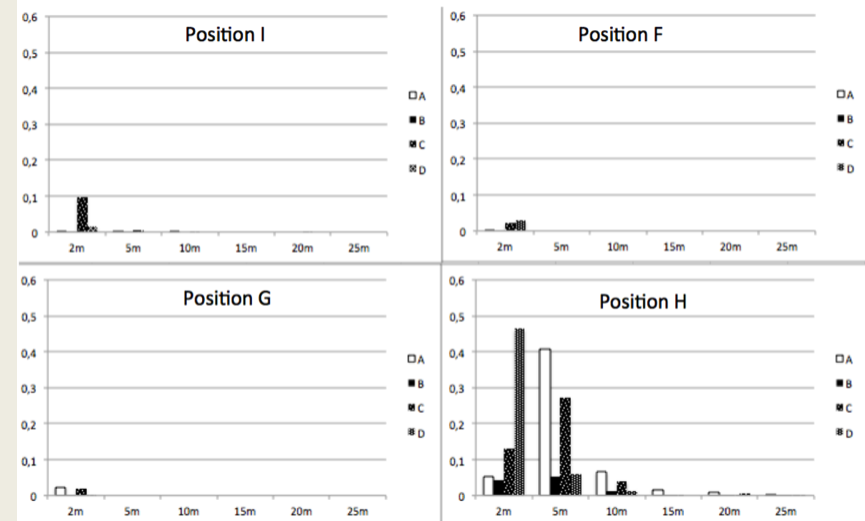 Position I
0,6
0,5
0,4
0,3
0,2
0,1
0
2m 5m 10m 15m 20m 25m
A
B
C
D
Position F
0,6
0,5
0,4
0,3
0,2
0,1
0
2m 5m 10m 15m 20m 25m
A
B
C
D
Position G
0,6
0,5
0,4
0,3
0,2
0,1
0
2m 5m 10m 15m 20m 25m
A
B
C
D
Position H
0,6
0,5
0,4
0,3
0,2
0,1
0
2m 5m 10m 15m 20m 25m
A
B
C
D